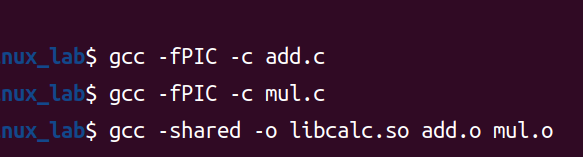 nux_lab$ gcc -fPIC -c add.c
nux_lab$ gcc -fPIC -c mul.c
nux_lab$ gcc -shared -o libcalc.so add.o mul.o